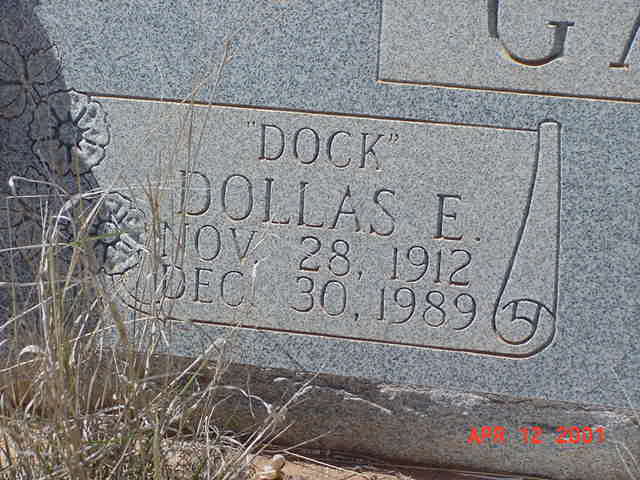 "DOCK"
DOLLAS E.
NOV. 28, 1912
DEC. 30, 1989
APR 12 2001